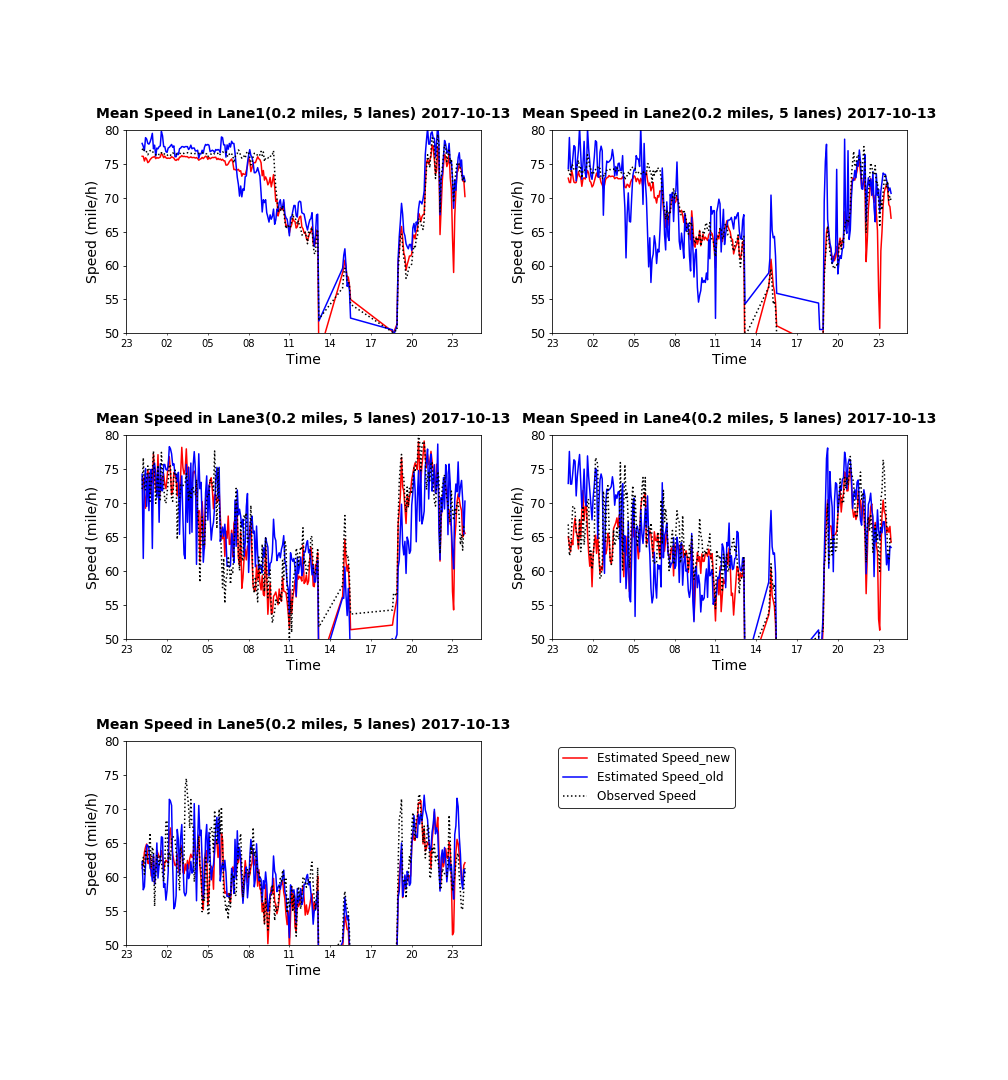 Mean Speed in Lane1(0.2 miles, 5 lanes) 2017-10-13
80
75
70
65
60
55
50
Speed (mile/h)
23 02 05 08 11 14 17 20 23
Time
Mean Speed in Lane2(0.2 miles, 5 lanes) 2017-10-13
80
75
70
65
60
55
50
Speed (mile/h)
23 02 05 08 11 14 17 20 23
Time
Mean Speed in Lane3(0.2 miles, 5 lanes) 2017-10-13
80
75
70
65
60
55
50
Speed (mile/h)
23 02 05 08 11 14 17 20 23
Time
Mean Speed in Lane4(0.2 miles, 5 lanes) 2017-10-13
80
75
70
65
60
55
50
Speed (mile/h)
23 02 05 08 11 14 17 20 23
Time
Mean Speed in Lane5(0.2 miles, 5 lanes) 2017-10-13
80
75
70
65
60
55
50
Speed (mile/h)
23 02 05 08 11 14 17 20 23
Time
Estimated Speed_new
Estimated Speed_old
Observed Speed